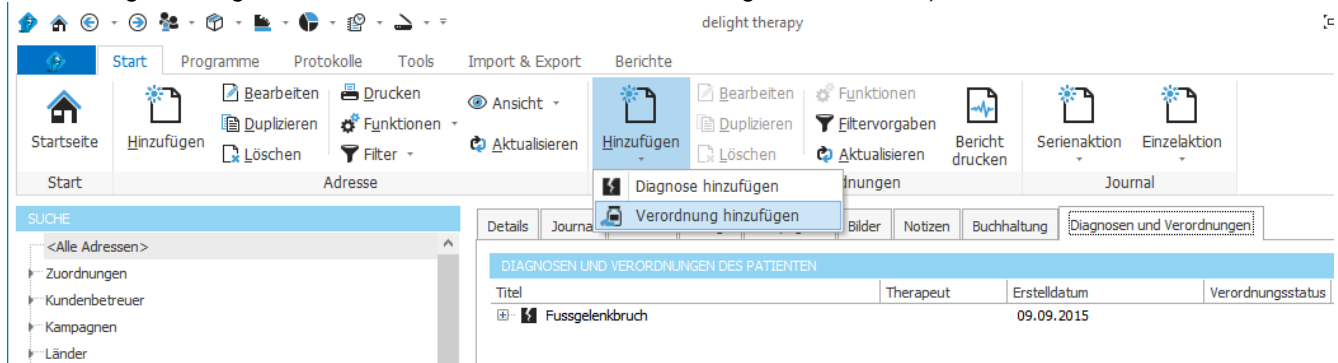 delight therapy
Start Programme Protokolle Tools Import & Export Berichte
Bearbeiten Drucken Ansicht Bearbeiten Funktionen
Startseite Hinzufügen Duplizieren Funktionen Hinzufügen Duplizieren Filtervorgaben Bericht drucken Serienaktion Einzelaktion
Löschen Filter Aktualisieren Löschen Aktualisieren
Start Adresse Journal
Diagnose hinzufügen
Verordnung hinzufügen
SUCHE
Details Bilder Notizen Buchhaltung Diagnosen und Verordnungen
<Alle Adressen>
Zuordnungen
DIAGNOSEN UND VERORDNUNGEN DES PATIENTEN
Kundenbetreuer
Titel Therapeut Erstelldatum Verordnungsstatus
Kampagnen
Fussgelenkbruch 09.09.2015
Länder